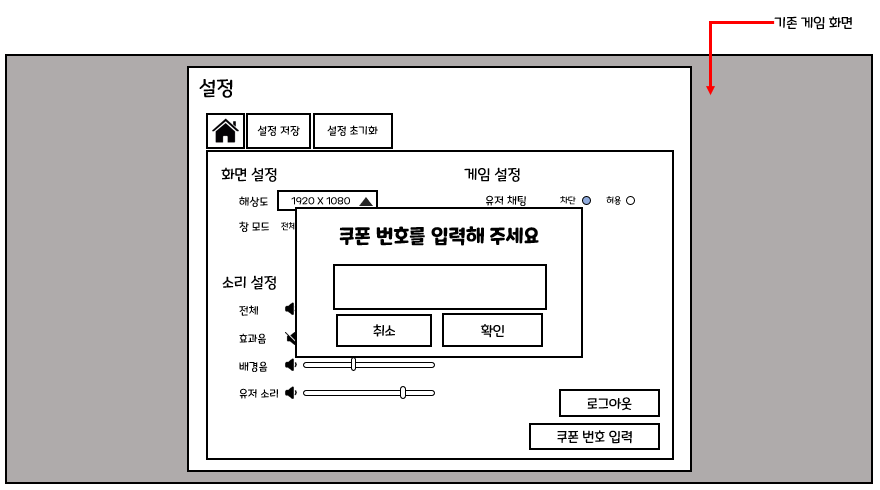 기존 게임 화면
설정
설정 저장
설정 초기화
화면 설정
게임 설정
해상도
1920 X 1080
유저 채팅
차단
허용
창 모드
전체
쿠폰 번호를 입력해 주세요
소리 설정
전체
취소
확인
효과음
배경음
유저 소리
로그아웃
쿠폰 번호 입력